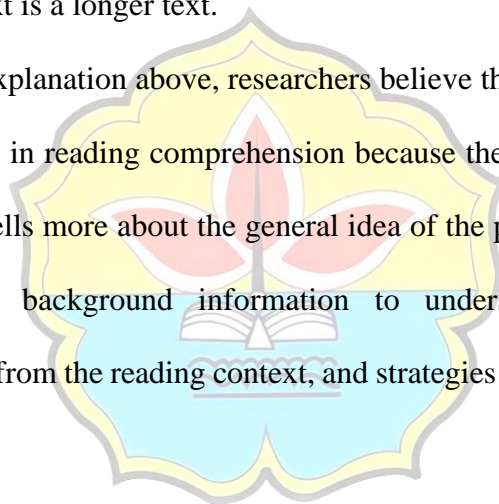 xt is a longer text.
xplanation above, researchers believe th
in reading comprehension because the
ells more about the general idea of the p
background information to under
from the reading context, and strategies